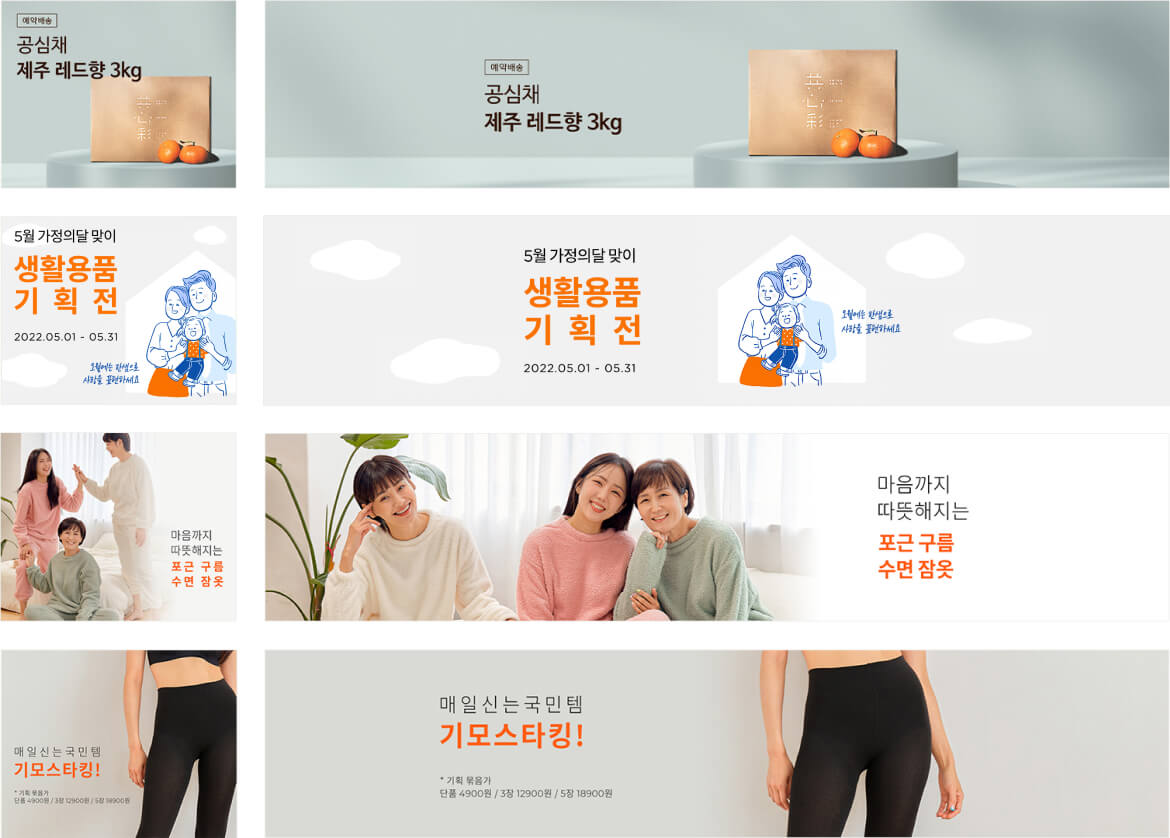 예약배송
공심채
제주 레드향 3kg
共
心
彩
예약배송
공심채
제주 레드향 3kg
共
心
彩
5월 가정의달 맞이
생활용품
기획전
2022.05.01 - 05.31
오월에는 한샘으로
사랑을 표현하세요
5월 가정의달 맞이
생활용품
기획전
2022.05.01 - 05.31
오월에는 한샘으로
사랑을 표현하세요
마음까지
따뜻해지는
포근 구름
수면 잠옷
마음까지
따뜻해지는
포근 구름
수면 잠옷
매일신는국민템
기모스타킹!
* 기획 묶음가
단품 4900원 / 3장 12900원 / 5장 18900원
매일신는국민템
기모스타킹!
* 기획 묶음가
단품 4900원 / 3장 12900원 / 5장 18900원